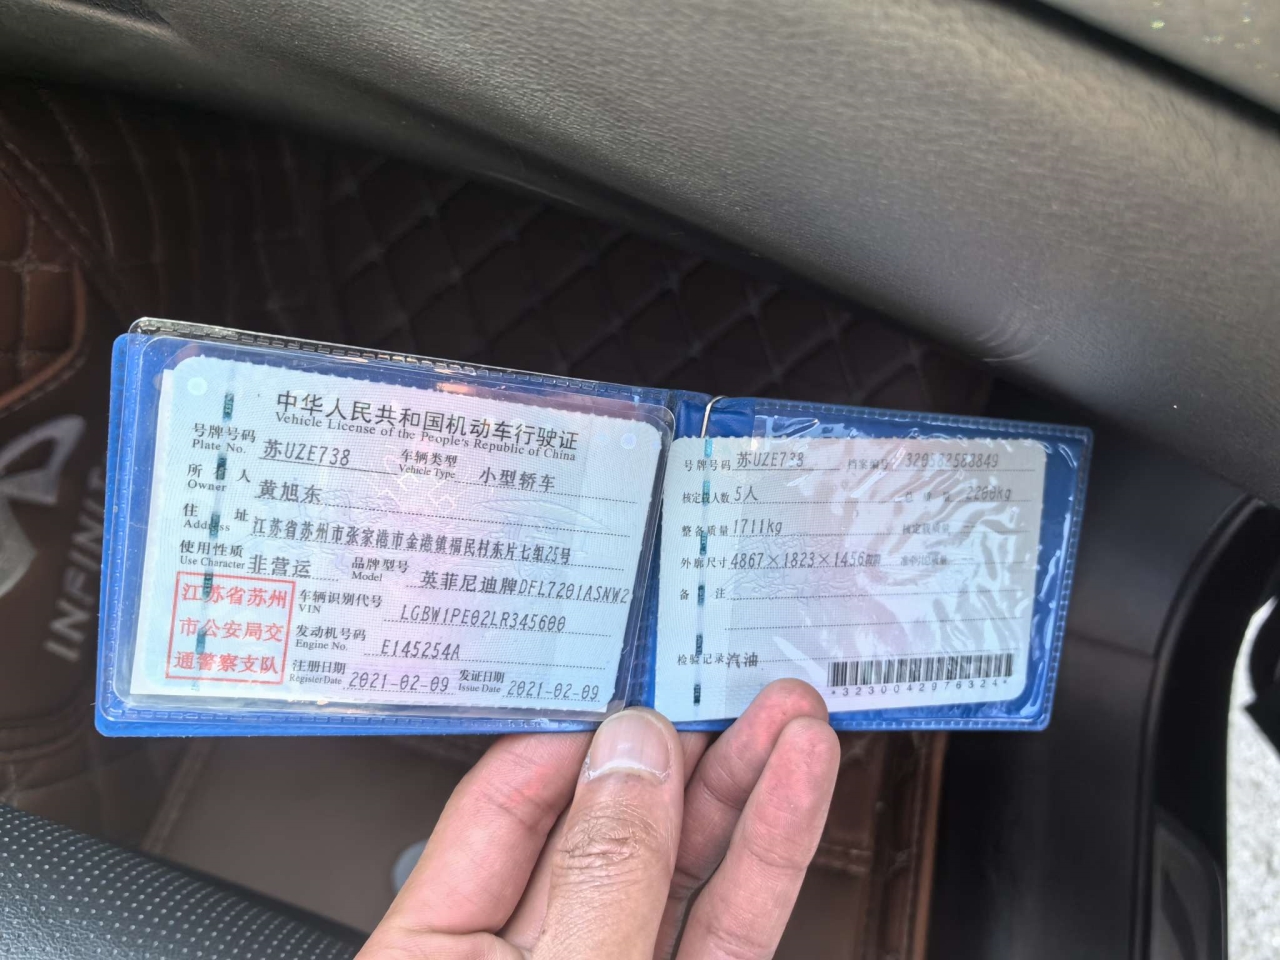 中华人民共和国机动车行驶证
Vehicle License of the People's Republic of China
号牌号码 苏UZE738 车辆类型 小型轿车
Plate No. Vehicle Type
所有人 黄旭东
Owner
住址 江苏省苏州市张家港市金港镇福民村东片七组25号
Address
使用性质 非营运 品牌型号 英菲尼迪牌DFL7201ASNW2
Use Character Model
江苏省苏州
市公安局交
通警察支队
车辆识别代号 LGBW1PE02LR345600
VIN
发动机号码 E145254A
Engine No.
注册日期 2021-02-09 发证日期 2021-02-09
Register Date Issue Date
号牌号码 苏UZE738 档案编号
核定载人数 5人 总质量 2200kg
整备质量 1711kg 核定载质量
外廓尺寸 4867×1823×1456mm 准牵引总质量
备注
检验记录 汽油
*3230042976324*
INFINIT